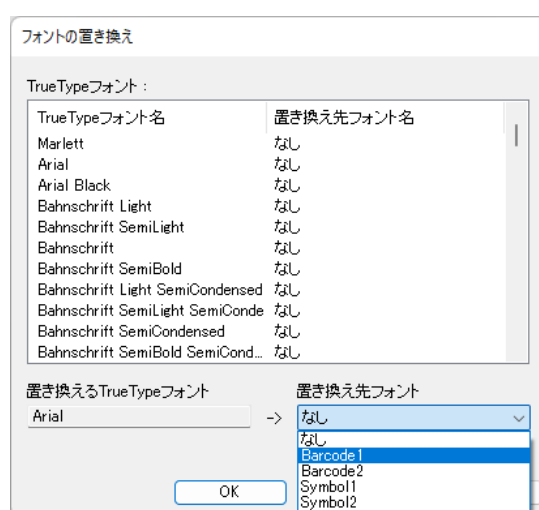 フォントの置き換え
TrueTypeフォント：
TrueTypeフォント名 置き換え先フォント名
Marlett なし
Arial なし
Arial Black なし
Bahnschrift Light なし
Bahnschrift SemiLight なし
Bahnschrift なし
Bahnschrift SemiBold なし
Bahnschrift Light SemiCondensed なし
Bahnschrift SemiLight SemiConde なし
Bahnschrift SemiCondensed なし
Bahnschrift SemiBold SemiCond... なし
置き換えるTrueTypeフォント 置き換え先フォント
Arial -> なし
なし
Barcode1
Barcode2
OK Symbol1
Symbol2